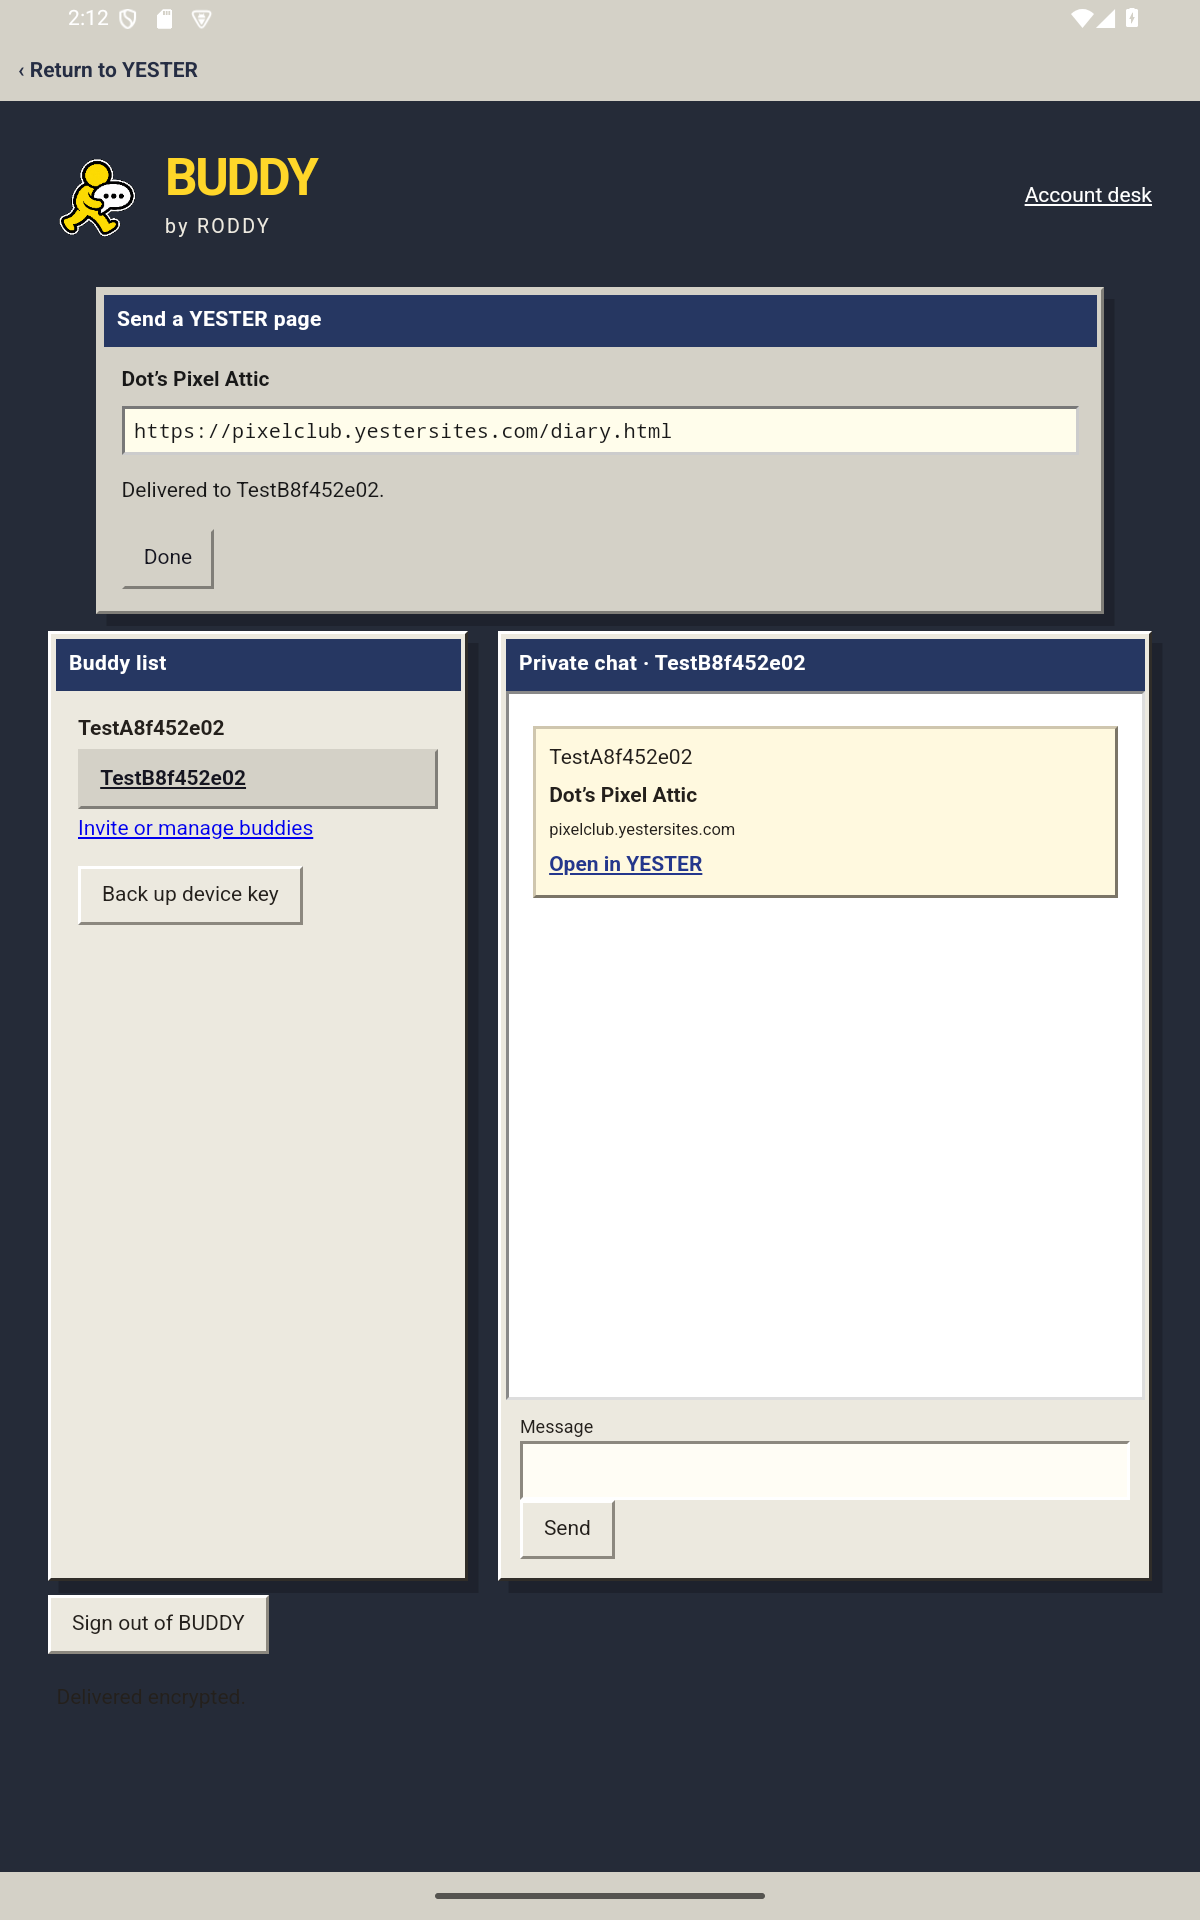 2:12
‹ Return to YESTER
BUDDY
by RODDY
Account desk
Send a YESTER page
Dot’s Pixel Attic
https://pixelclub.yestersites.com/diary.html
Delivered to TestB8f452e02.
Done
Buddy list
TestA8f452e02
TestB8f452e02
Invite or manage buddies
Back up device key
Private chat · TestB8f452e02
TestA8f452e02
Dot’s Pixel Attic
pixelclub.yestersites.com
Open in YESTER
Message
Send
Sign out of BUDDY
Delivered encrypted.